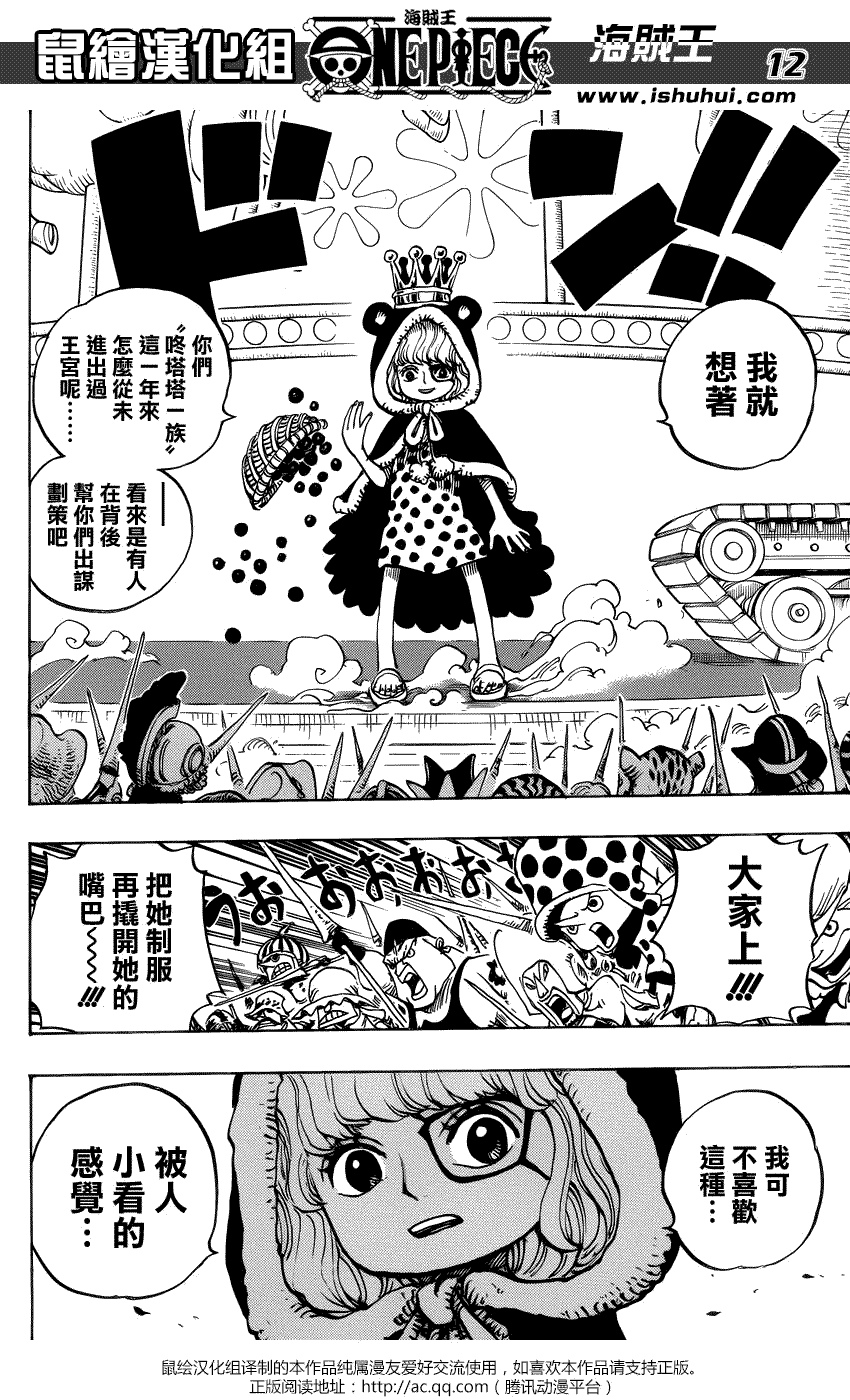 鼠繪漢化組
海賊王
ONE PIECE
海賊王
12
www.ishuhui.com
ドン!!
我就
想著
你們
〝咚塔塔一族〞
這一年來
怎麼從未
進出過
王宮呢……
看來是有人
在背後
幫你們出謀
劃策吧
大家上!!!
うおおおお
把她制服
再撬開她的
嘴巴~~~!!!
我可
不喜歡
這種…
被人
小看的
感覺…
鼠绘汉化组译制的本作品纯属漫友爱好交流使用，如喜欢本作品请支持正版。
正版阅读地址：http://ac.qq.com（腾讯动漫平台）